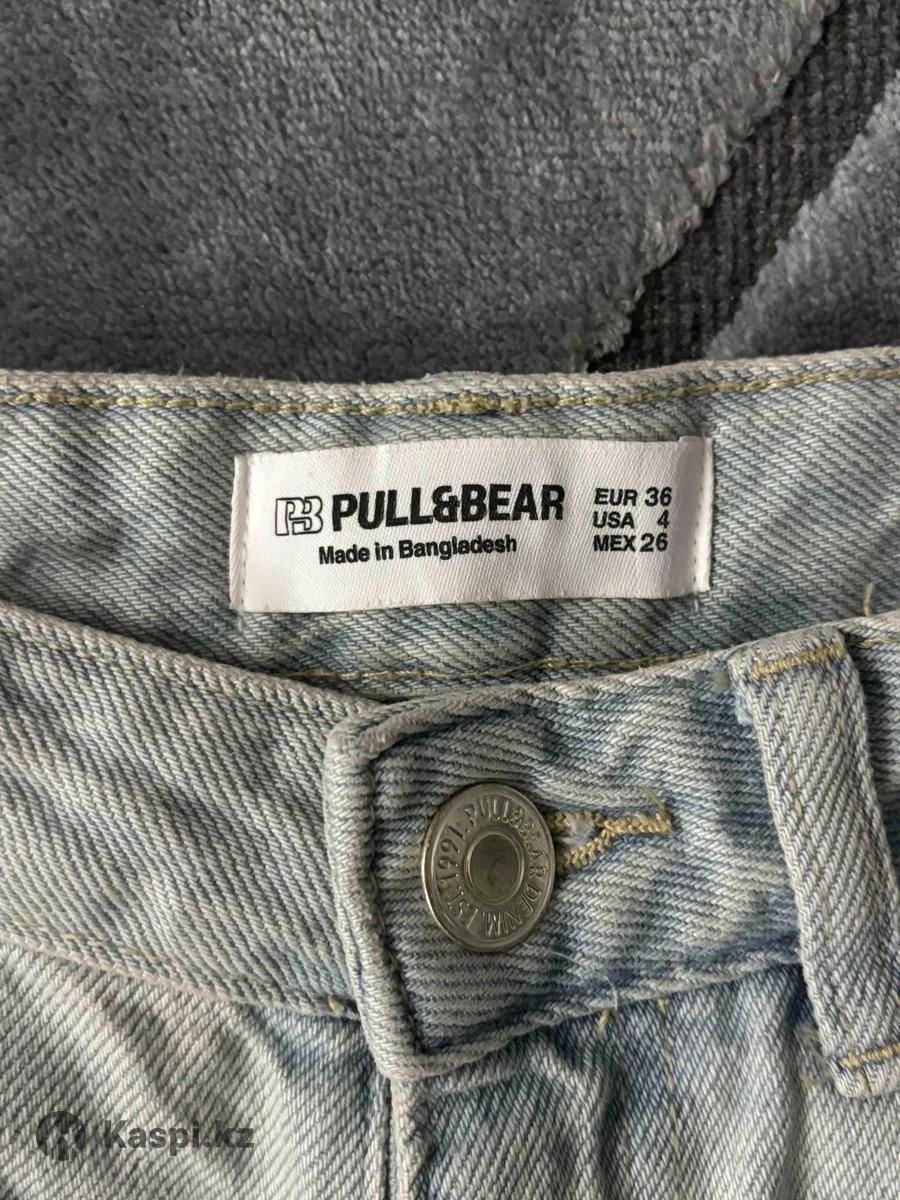 PB PULL&BEAR
Made in Bangladesh
EUR 36
USA 4
MEX 26
PULL&BEAR DENIM. EST. 1991.
Kaspi.kz